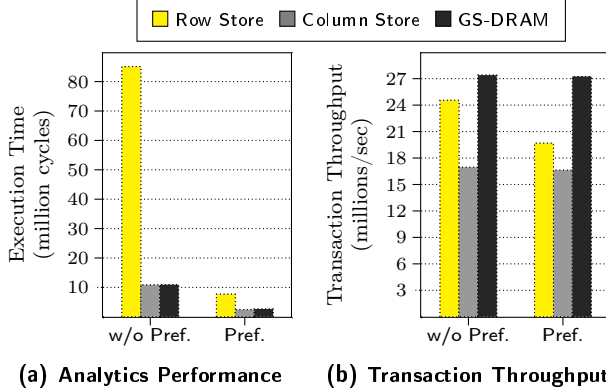 Row Store Column Store GS-DRAM
Execution Time
(million cycles)
80
70
60
50
40
30
20
10
w/o Pref. Pref.
(a) Analytics Performance
Transaction Throughput
(millions/sec)
27
24
21
18
15
12
9
6
3
w/o Pref. Pref.
(b) Transaction Throughput